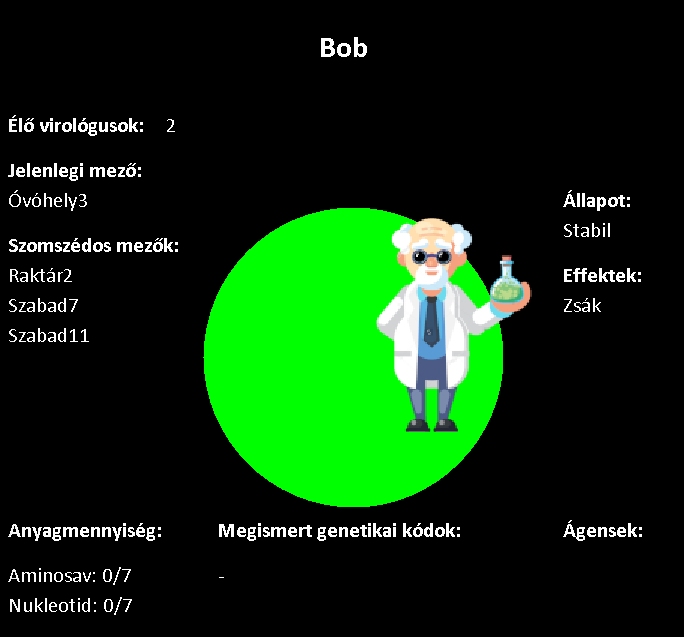 Bob
Élő virológusok: 2
Jelenlegi mező:
Óvóhely3
Szomszédos mezők:
Raktár2
Szabad7
Szabad11
Állapot:
Stabil
Effektek:
Zsák
Anyagmennyiség:
Aminosav: 0/7
Nukleotid: 0/7
Megismert genetikai kódok:
-
Ágensek: